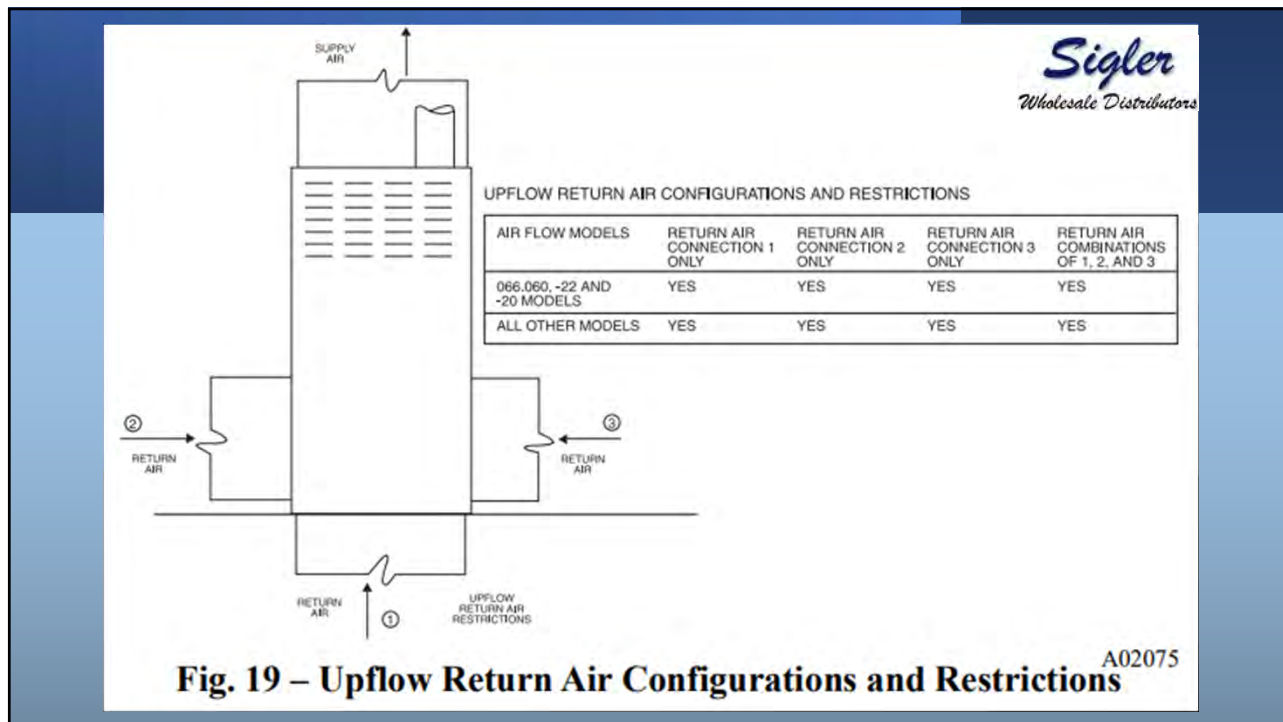 SUPPLY
AIR
Sigler
Wholesale Distributors
UPFLOW RETURN AIR CONFIGURATIONS AND RESTRICTIONS
AIR FLOW MODELS
RETURN AIR
CONNECTION 1
ONLY
RETURN AIR
CONNECTION 2
ONLY
RETURN AIR
CONNECTION 3
ONLY
RETURN AIR
COMBINATIONS
OF 1, 2, AND 3
066.060, -22 AND
-20 MODELS
YES
YES
YES
YES
ALL OTHER MODELS
YES
YES
YES
YES
2
RETURN
AIR
3
RETURN
AIR
RETURN
AIR
1
UPFLOW
RETURN AIR
RESTRICTIONS
A02075
Fig. 19 – Upflow Return Air Configurations and Restrictions